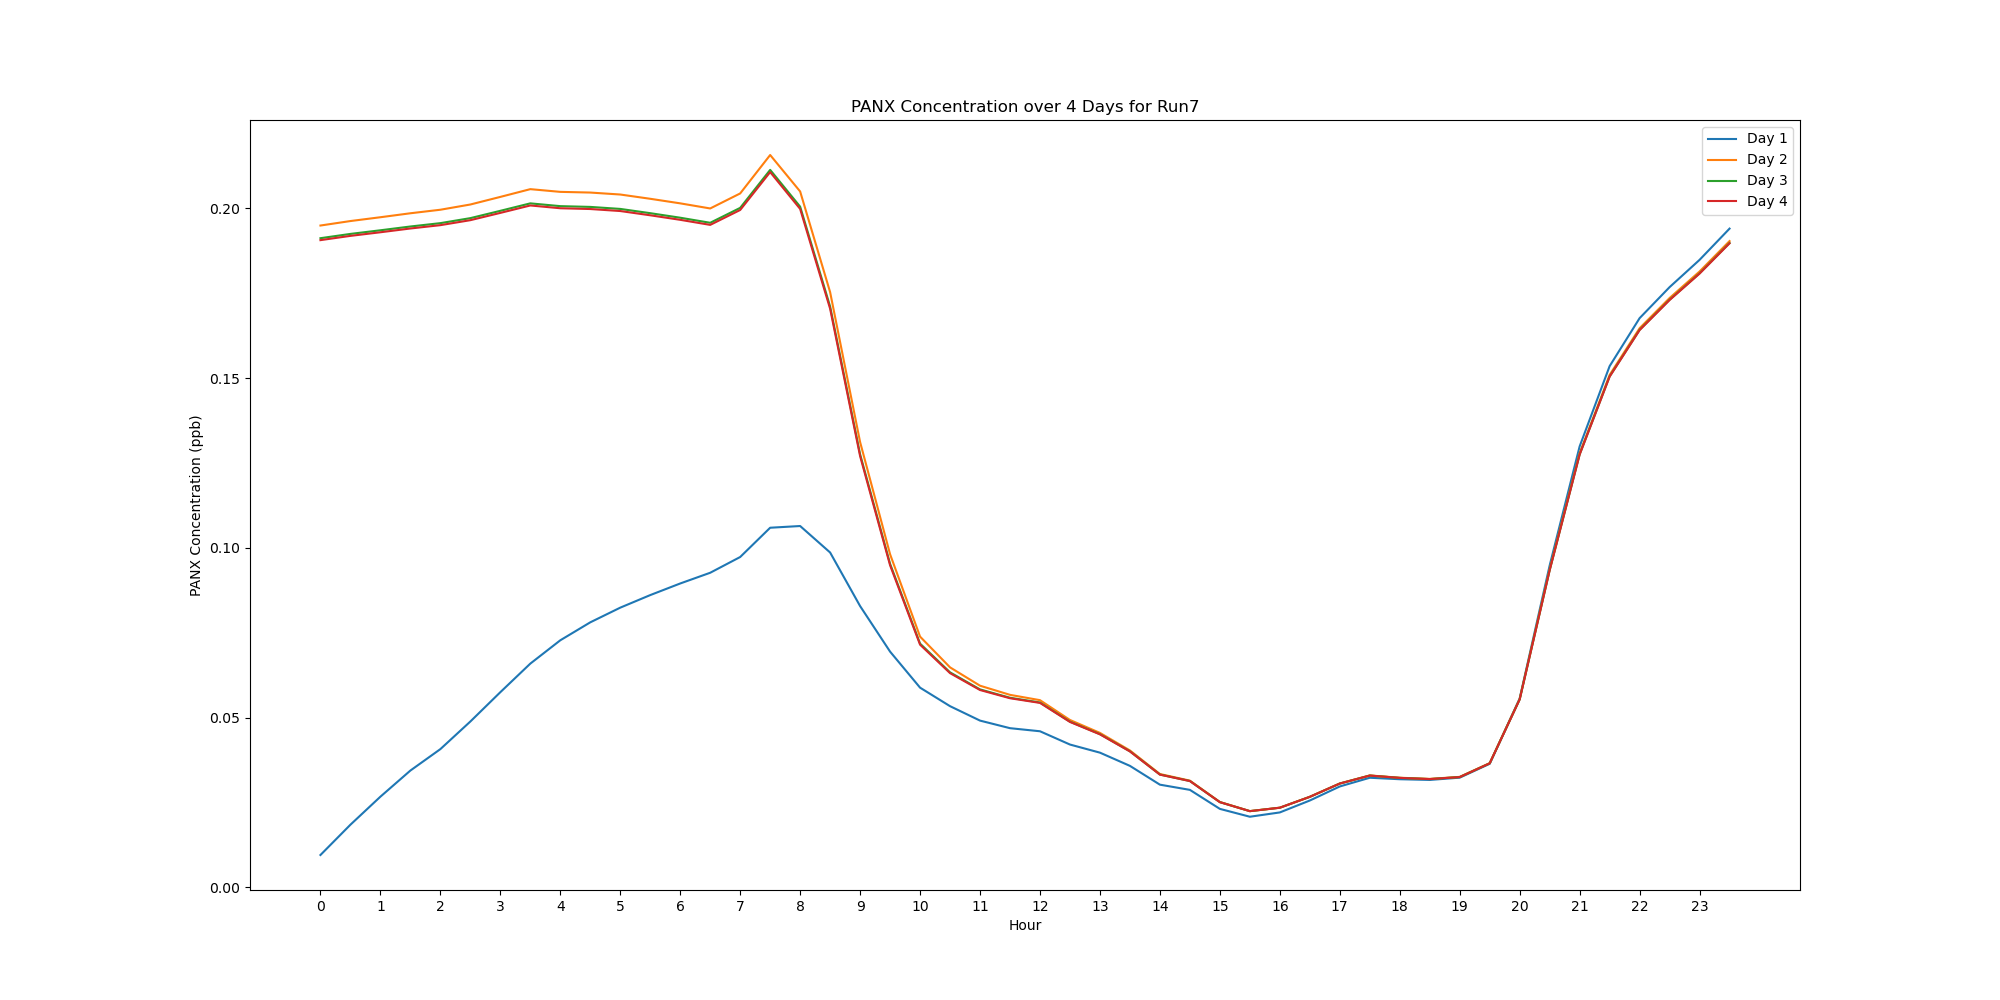 PANX Concentration over 4 Days for Run7
Day 1
Day 2
Day 3
Day 4
PANX Concentration (ppb)
0.20
0.15
0.10
0.05
0.00
0 1 2 3 4 5 6 7 8 9 10 11 12 13 14 15 16 17 18 19 20 21 22 23
Hour